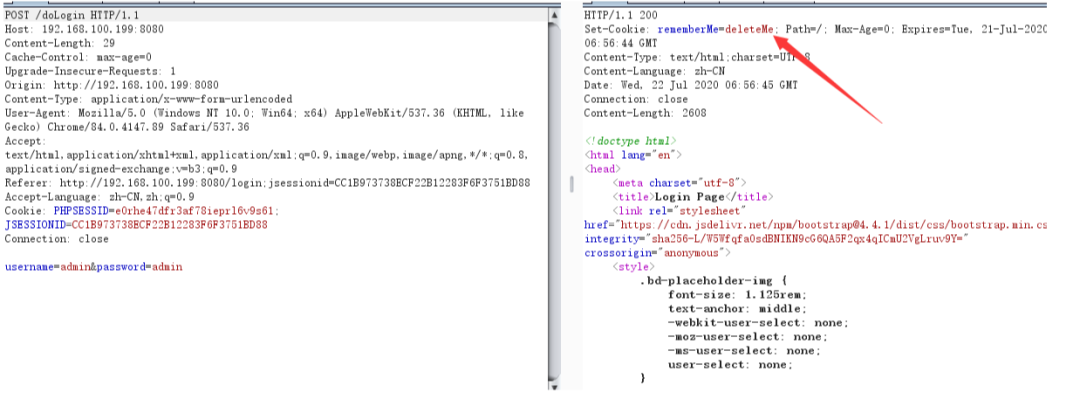 POST /doLogin HTTP/1.1
Host: 192.168.100.199:8080
Content-Length: 29
Cache-Control: max-age=0
Upgrade-Insecure-Requests: 1
Origin: http://192.168.100.199:8080
Content-Type: application/x-www-form-urlencoded
User-Agent: Mozilla/5.0 (Windows NT 10.0; Win64; x64) AppleWebKit/537.36 (KHTML, like
Gecko) Chrome/84.0.4147.89 Safari/537.36
Accept:
text/html,application/xhtml+xml,application/xml;q=0.9,image/webp,image/apng,*/*;q=0.8,
application/signed-exchange;v=b3;q=0.9
Referer: http://192.168.100.199:8080/login;jsessionid=CC1B973738ECF22B12283F6F3751BD88
Accept-Language: zh-CN,zh;q=0.9
Cookie: PHPSESSID=e0rhe47dfr3af78ieprl6v9s61;
JSESSIONID=CC1B973738ECF22B12283F6F3751BD88
Connection: close
username=admin&password=admin
HTTP/1.1 200
Set-Cookie: rememberMe=deleteMe; Path=/; Max-Age=0; Expires=Tue, 21-Jul-2020
06:56:44 GMT
Content-Type: text/html;charset=UTF-8
Content-Language: zh-CN
Date: Wed, 22 Jul 2020 06:56:45 GMT
Connection: close
Content-Length: 2608
<!doctype html>
<html lang="en">
<head>
<meta charset="utf-8">
<title>Login Page</title>
<link rel="stylesheet"
href="https://cdn.jsdelivr.net/npm/bootstrap@4.4.1/dist/css/bootstrap.min.cs
integrity="sha256-L/W5Wfqfa0sdBNIKN9cG6QA5F2qx4qICmU2VgLruv9Y="
crossorigin="anonymous">
<style>
.bd-placeholder-img {
font-size: 1.125rem;
text-anchor: middle;
-webkit-user-select: none;
-moz-user-select: none;
-ms-user-select: none;
user-select: none;
}